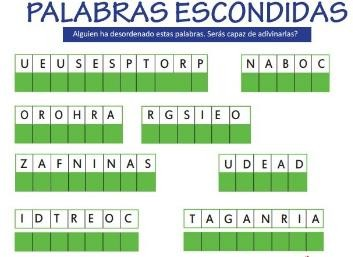 PALABRAS ESCONDIDAS
Alguien ha desordenado estas palabras. Serás capaz de adivinarlas?
U E U S E S P T O R P   N A B O C
O R O H R A   R G S I E O
Z A F N I N A S   U D E A D
I D T R E O C   T A G A N R I A